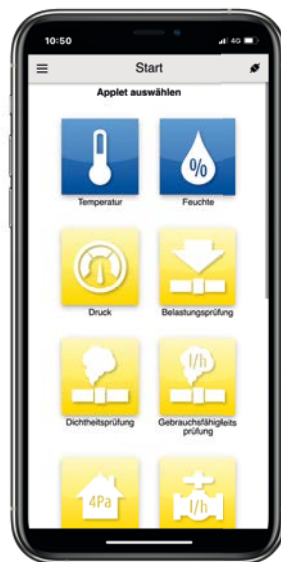 10:50
4G
Start
Applet auswählen
%
Temperatur
Feuchte
Druck
Belastungsprüfung
l/h
Dichtheitsprüfung
Gebrauchsfähigkeits
prüfung
4Pa
l/h